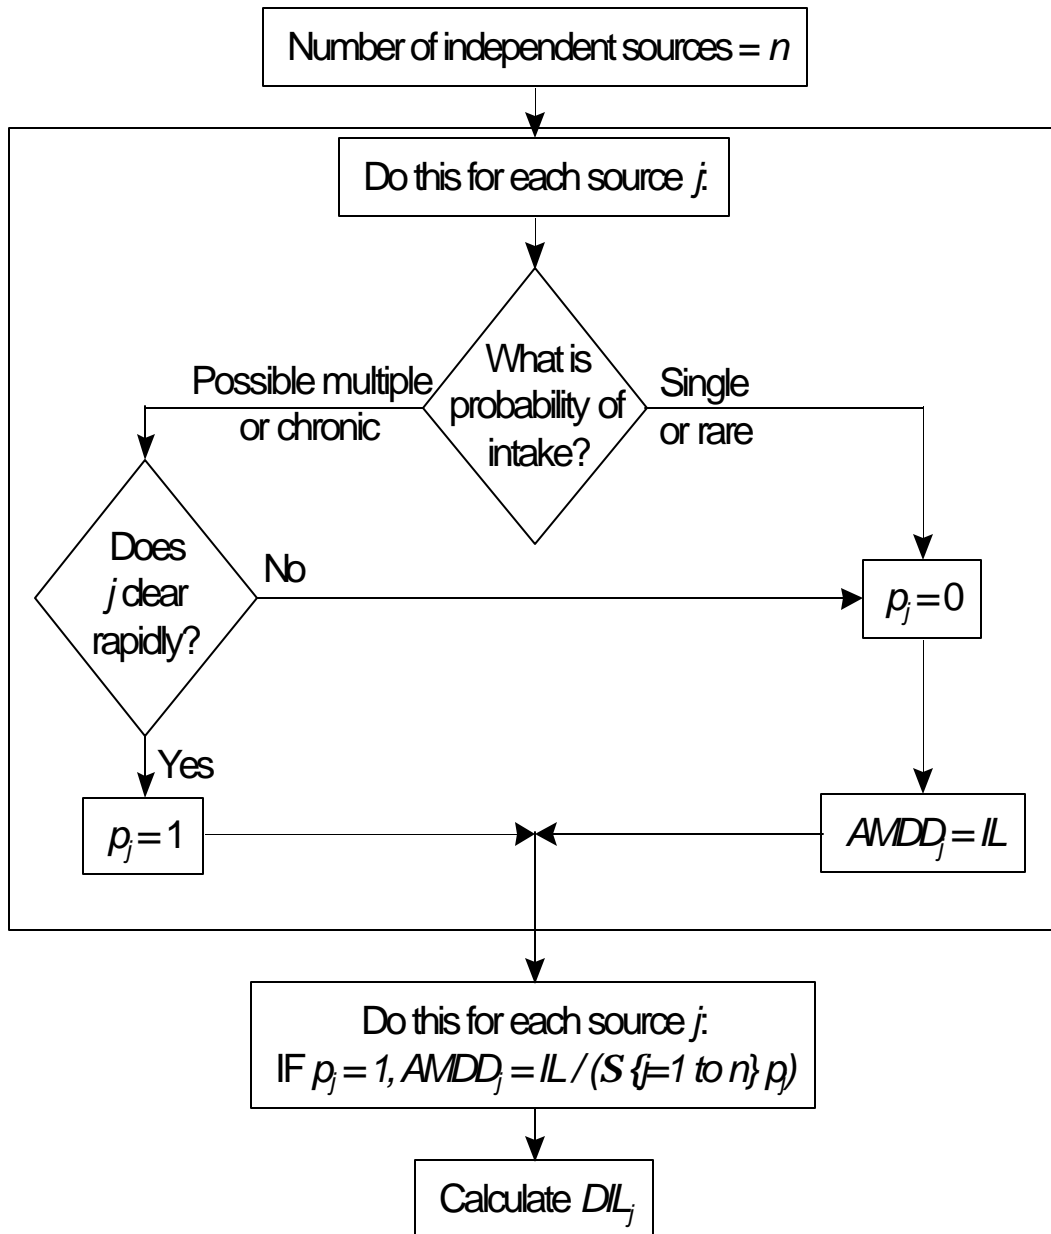 Number of independent sources = n
Do this for each source j:
What is
probability of
intake?
Possible multiple
or chronic
Single
or rare
Does
j clear
rapidly?
No
pj = 0
Yes
pj = 1
AMDDj = IL
Do this for each source j:
IF pj = 1, AMDDj = IL / (S {j=1 to n} pj)
Calculate DILj